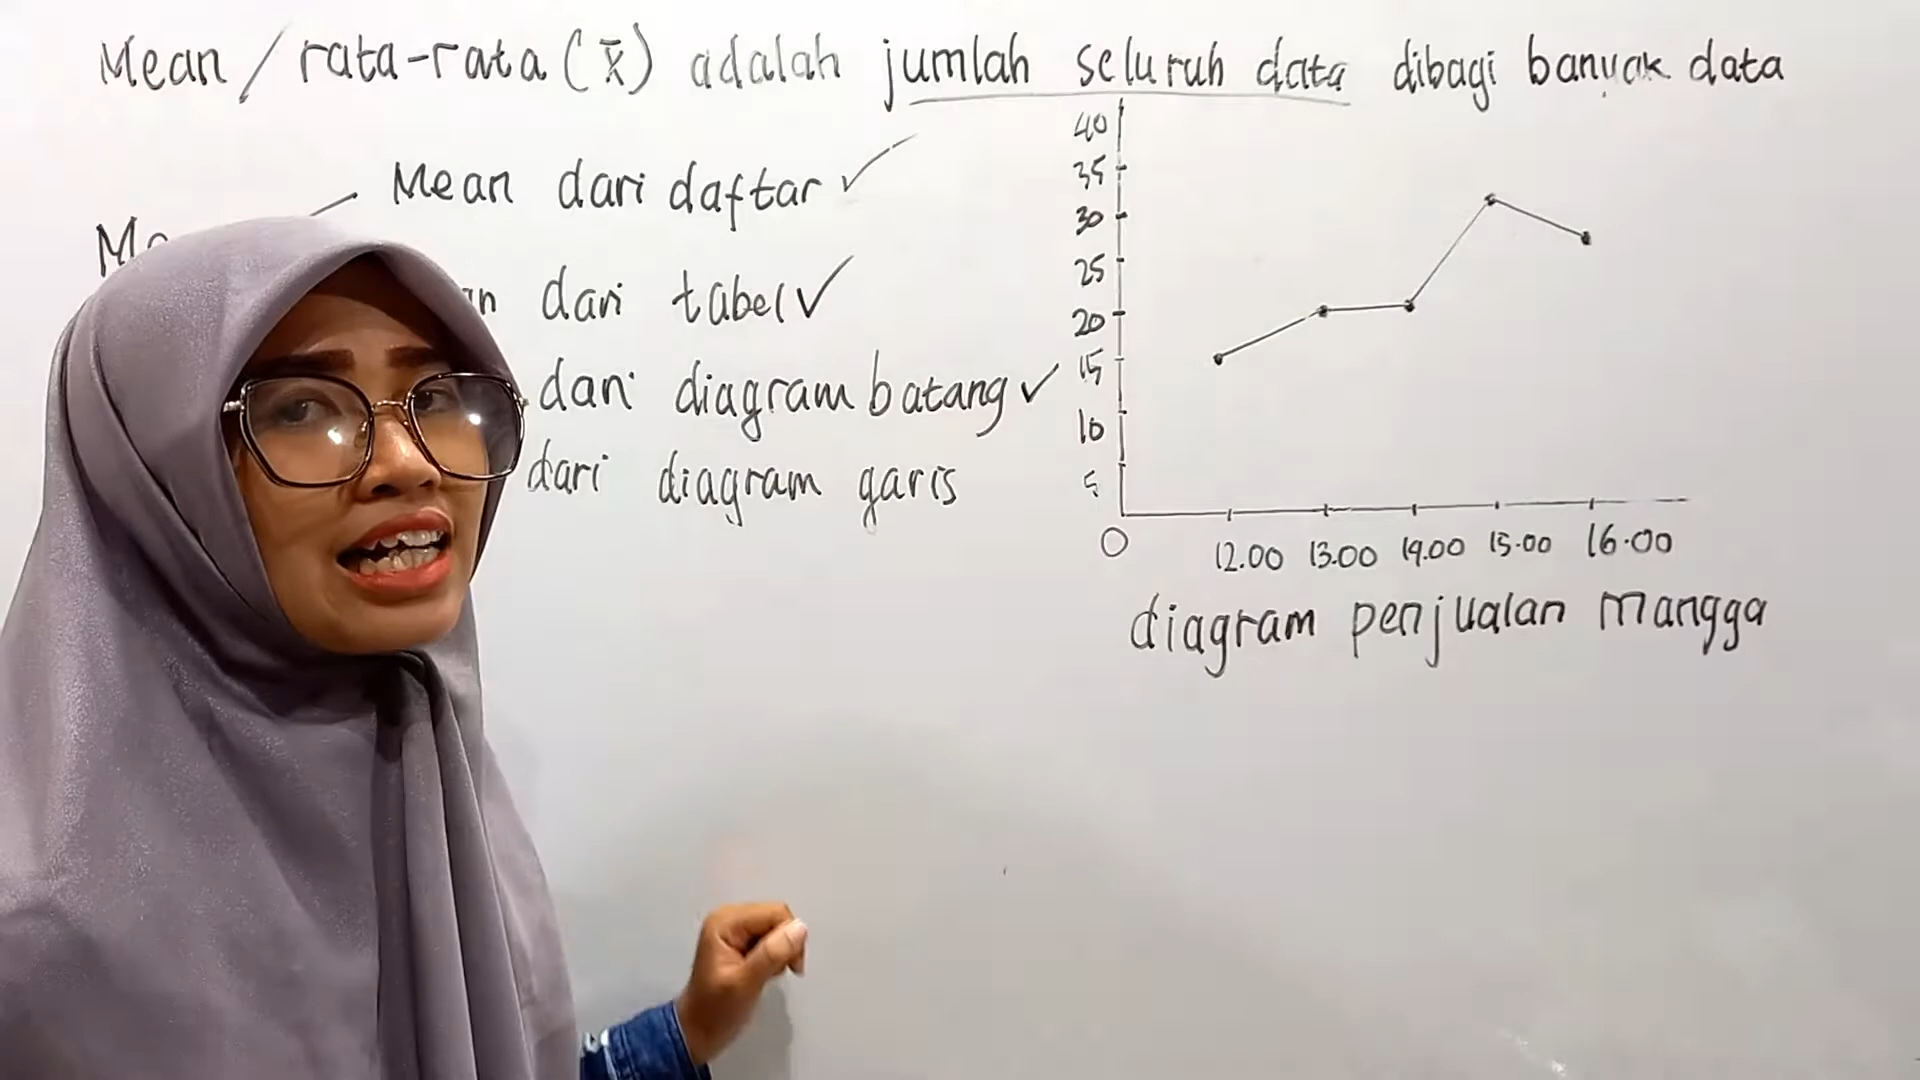 Mean / rata-rata (x̄) adalah jumlah seluruh data dibagi banyak data
Mean dari daftar ✓
dari tabel ✓
dari diagram batang ✓
dari diagram garis
40
35
30
25
20
15
10
5
0
12.00 13.00 14.00 15.00 16.00
diagram penjualan mangga